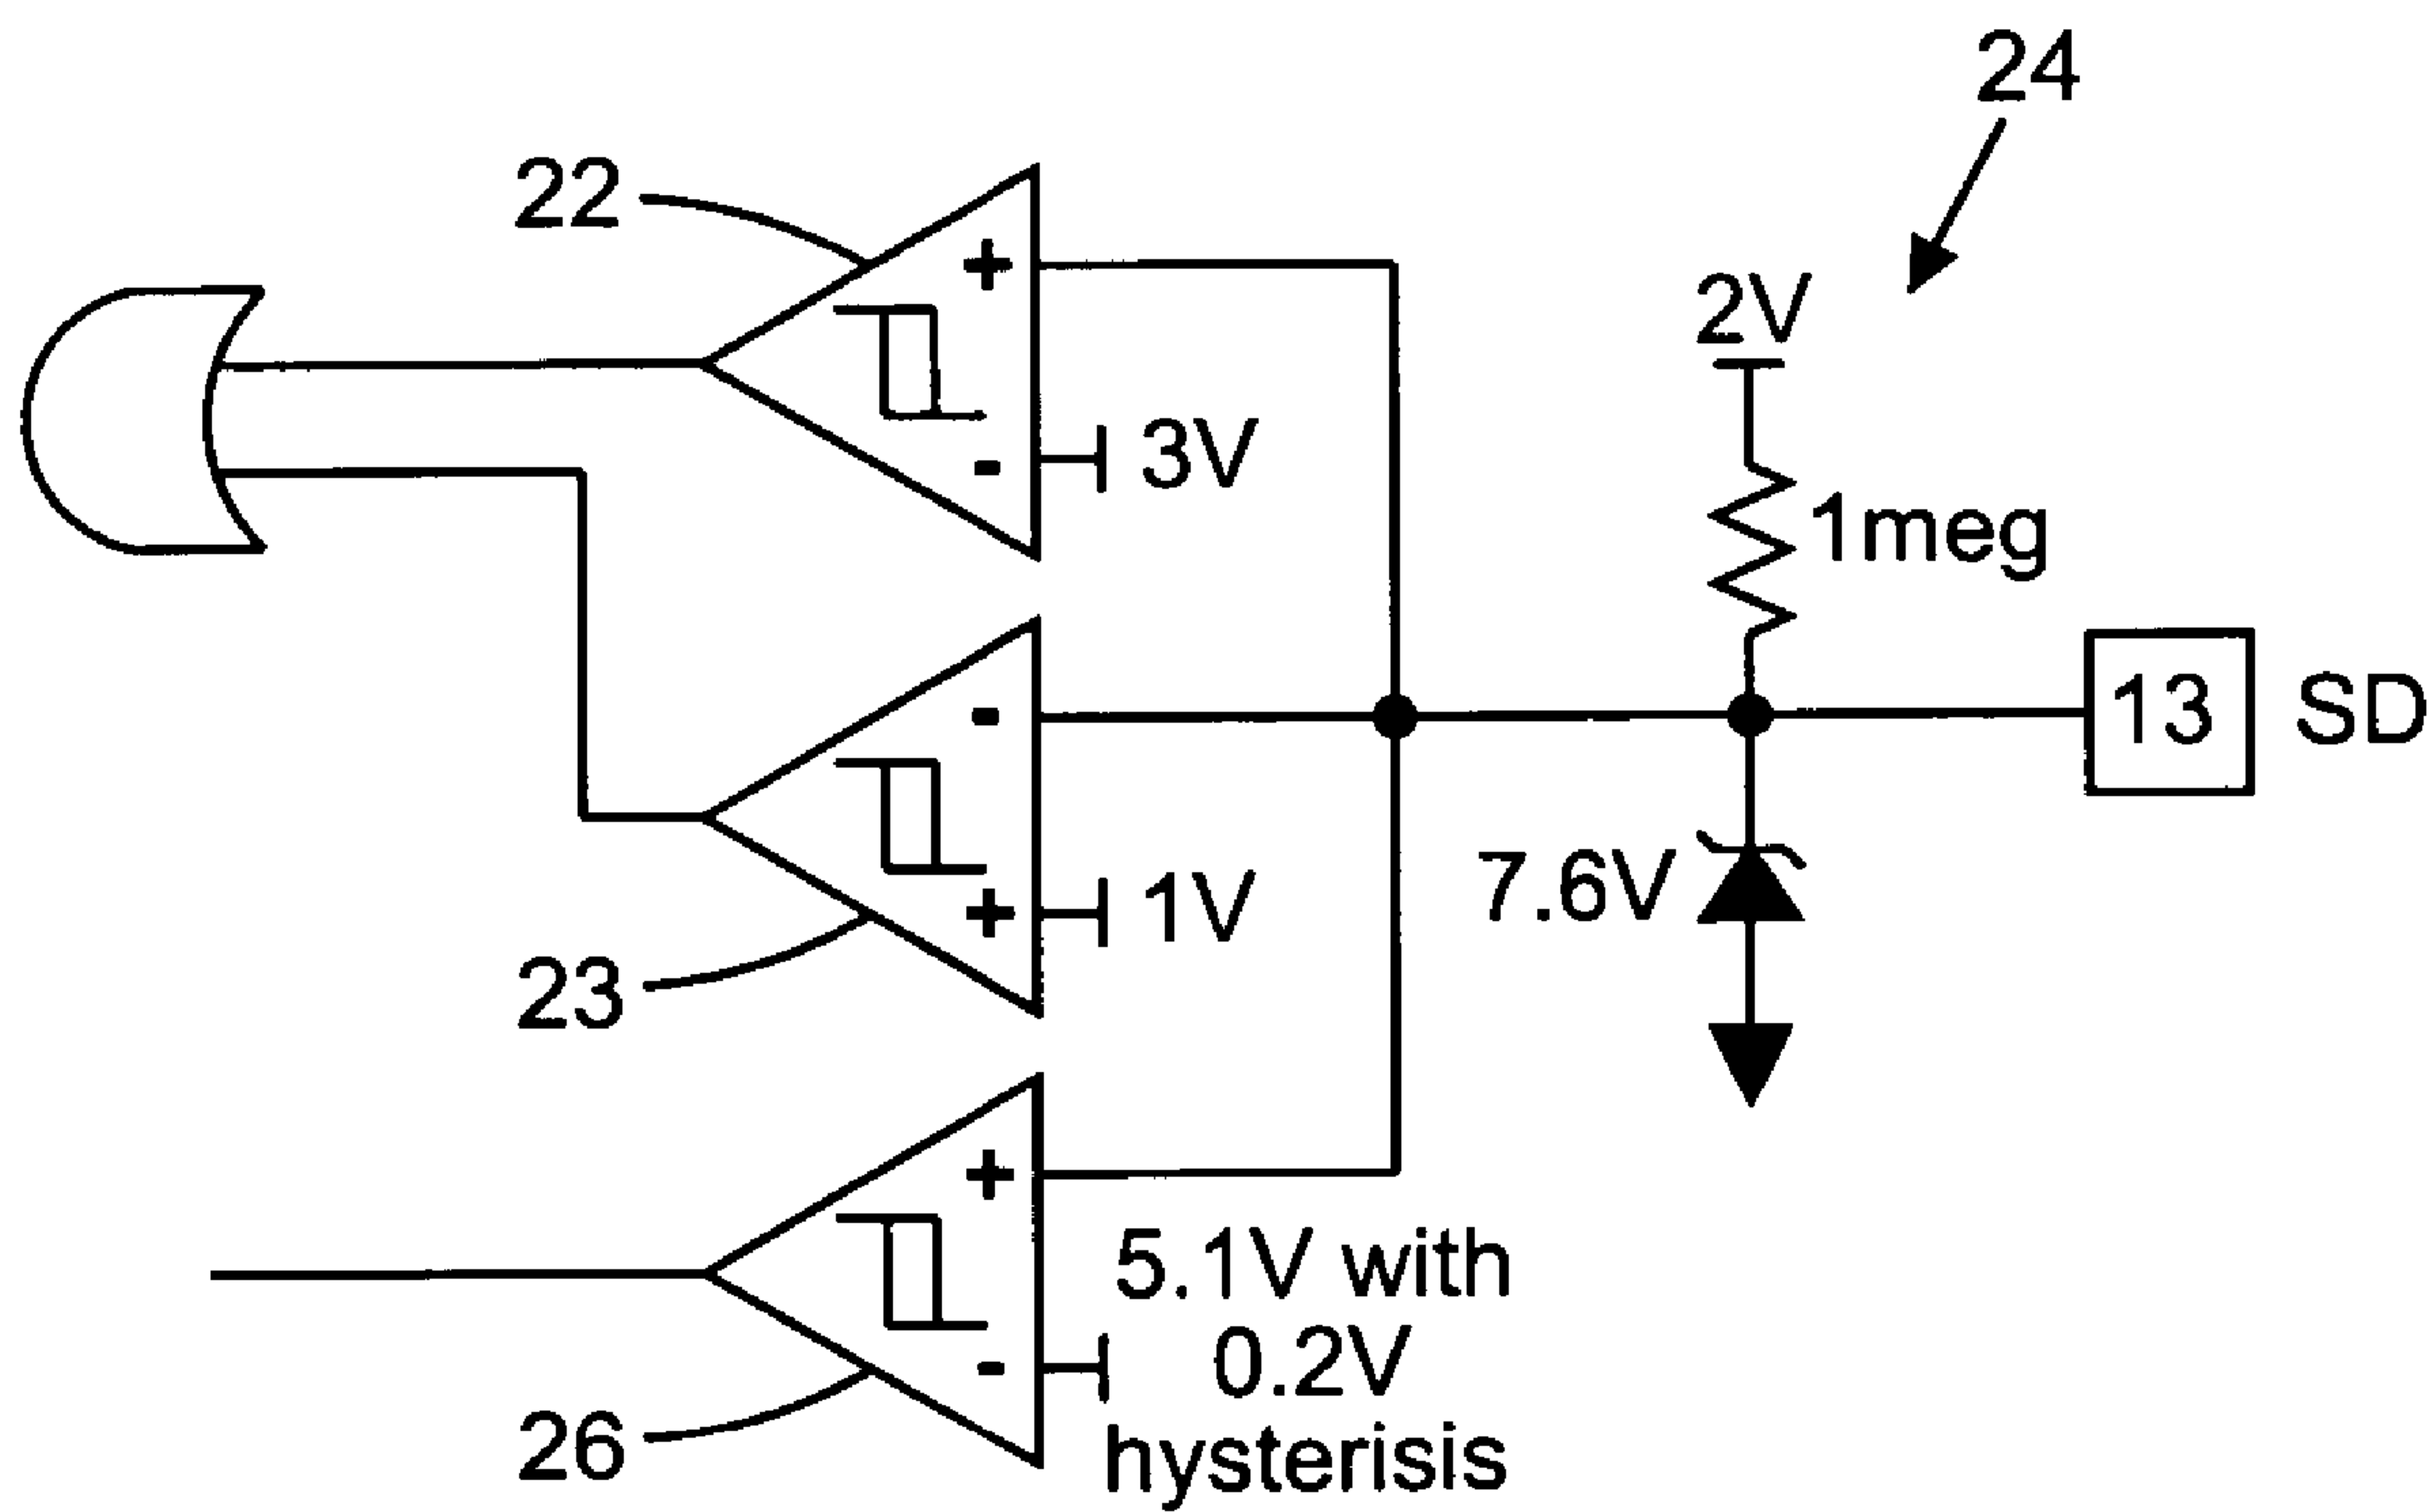 24
22
+
2V
3V
-
1meg
-
13 SD
7.6V
+ 1V
23
+
5.1V with
0.2V
-
hysterisis
26